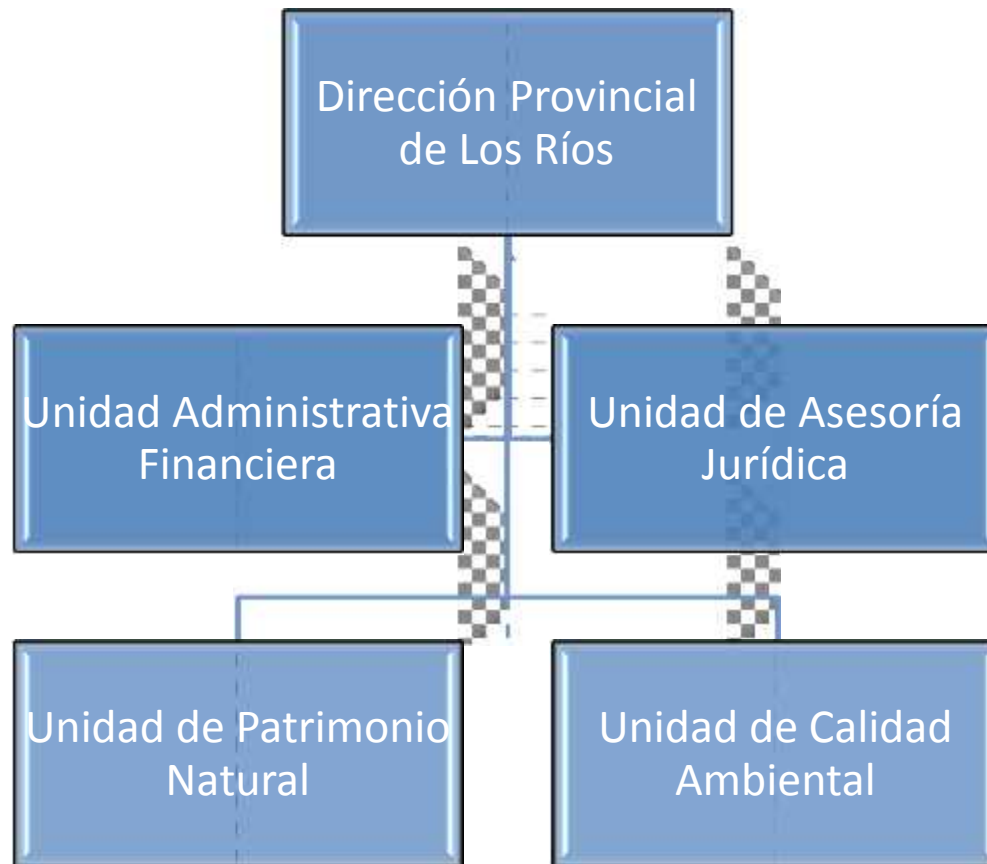 Dirección Provincial
de Los Ríos
Unidad Administrativa
Financiera
Unidad de Asesoría
Jurídica
Unidad de Patrimonio
Natural
Unidad de Calidad
Ambiental